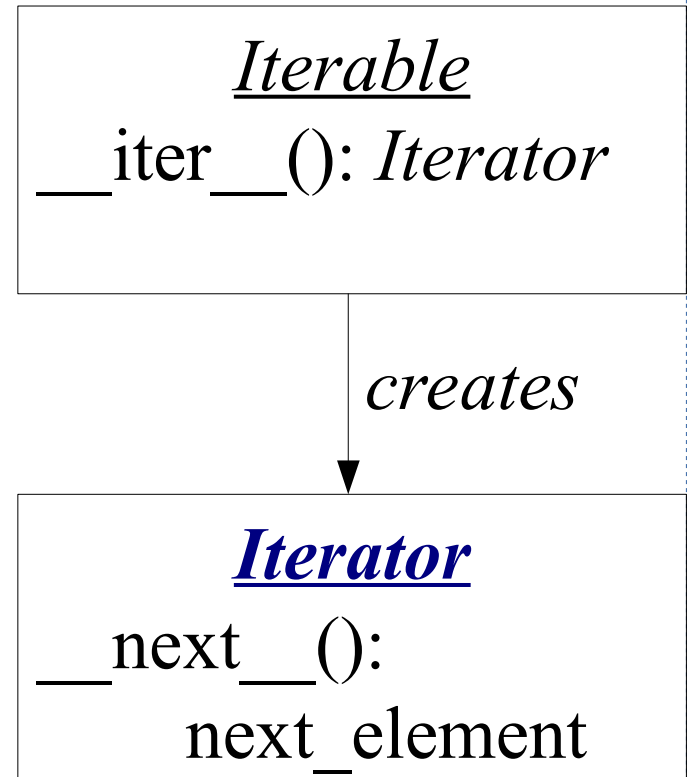 Iterable
__iter__(): Iterator
creates
Iterator
__next__():
next_element